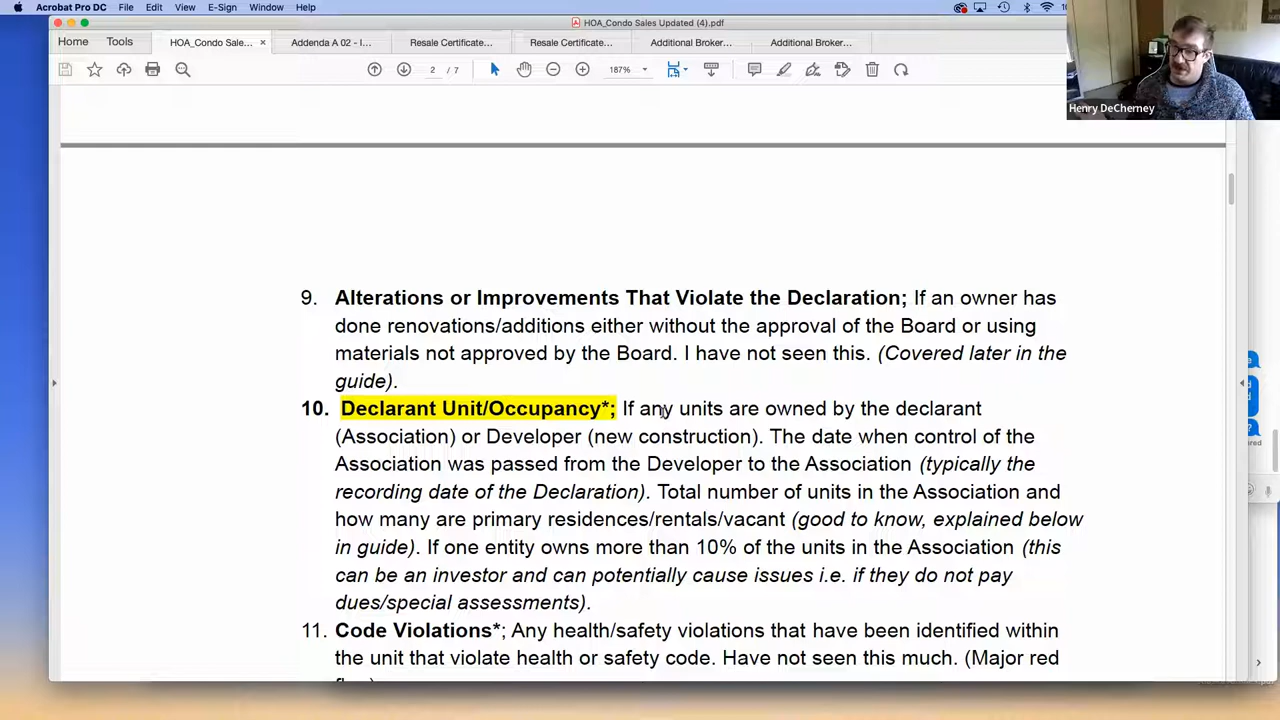 Acrobat Pro DC File Edit View E-Sign Window Help
HOA_Condo Sales Updated (4).pdf
Home Tools HOA_Condo Sale... × Addenda A 02 - I... Resale Certificate... Resale Certificate... Additional Broker... Additional Broker...
2 / 7 187%
Henry DeCherney
9. Alterations or Improvements That Violate the Declaration; If an owner has
done renovations/additions either without the approval of the Board or using
materials not approved by the Board. I have not seen this. (Covered later in the
guide).
10. Declarant Unit/Occupancy*; If any units are owned by the declarant
(Association) or Developer (new construction). The date when control of the
Association was passed from the Developer to the Association (typically the
recording date of the Declaration). Total number of units in the Association and
how many are primary residences/rentals/vacant (good to know, explained below
in guide). If one entity owns more than 10% of the units in the Association (this
can be an investor and can potentially cause issues i.e. if they do not pay
dues/special assessments).
11. Code Violations*; Any health/safety violations that have been identified within
the unit that violate health or safety code. Have not seen this much. (Major red